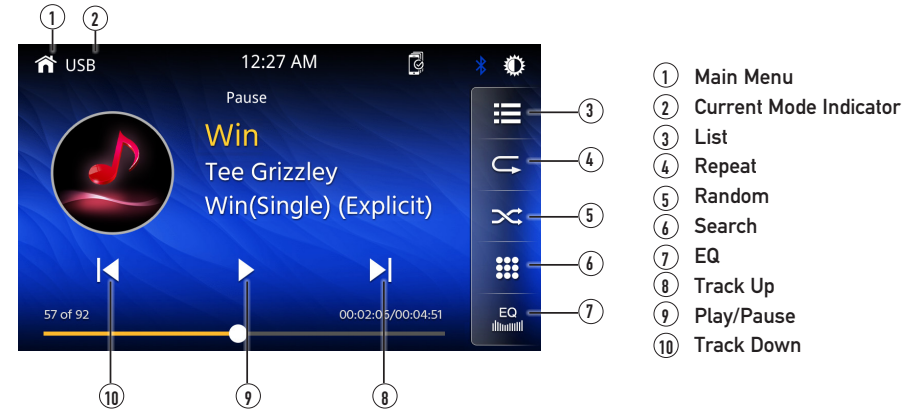 1 2
USB 12:27 AM
Pause
Win
Tee Grizzley
Win(Single) (Explicit)
57 of 92 00:02:05/00:04:51
EQ
3
4
5
6
7
10 9 8
1 Main Menu
2 Current Mode Indicator
3 List
4 Repeat
5 Random
6 Search
7 EQ
8 Track Up
9 Play/Pause
10 Track Down